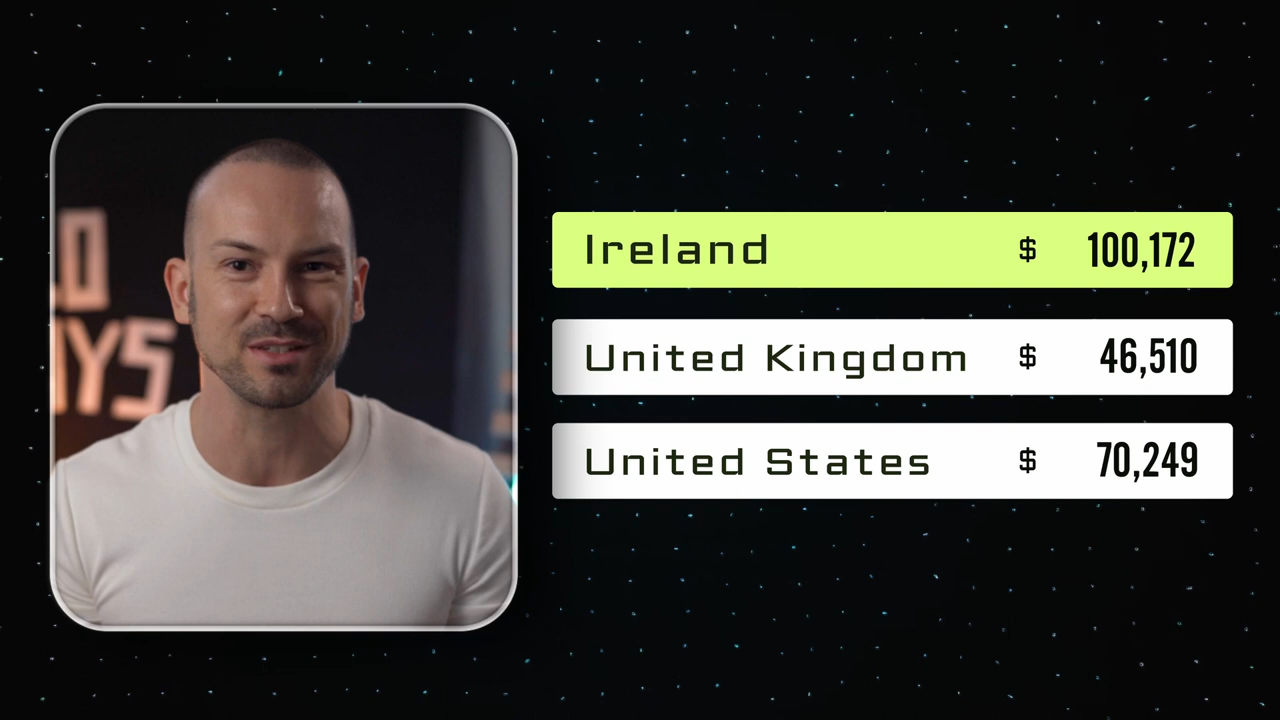 Ireland $ 100,172
United Kingdom $ 46,510
United States $ 70,249